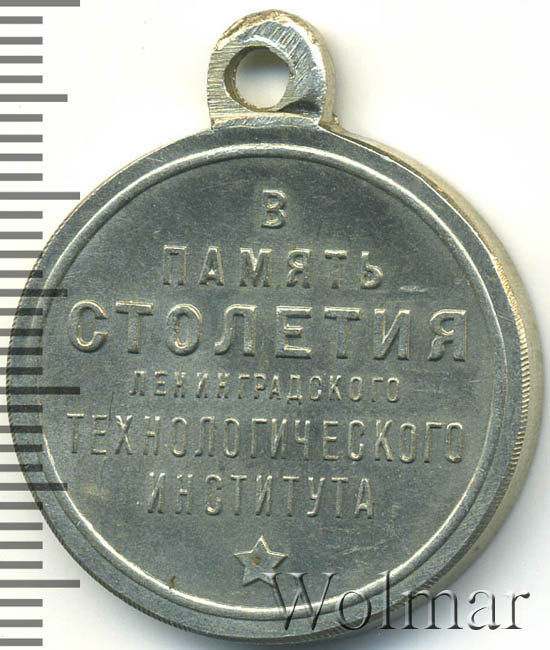 В
ПАМЯТЬ
СТОЛЕТИЯ
ЛЕНИНГРАДСКОГО
ТЕХНОЛОГИЧЕСКОГО
ИНСТИТУТА
Wolmar